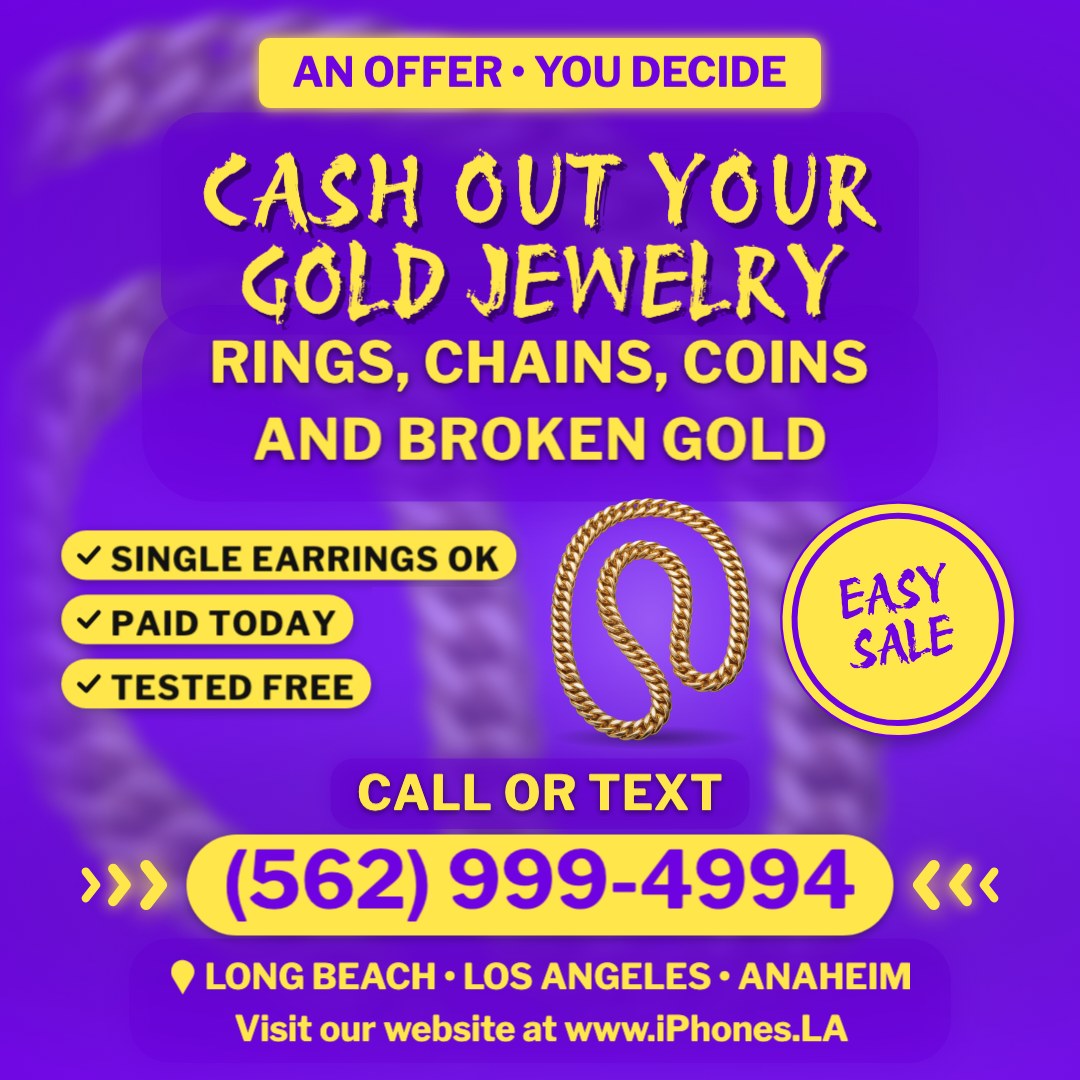 AN OFFER • YOU DECIDE
CASH OUT YOUR
GOLD JEWELRY
RINGS, CHAINS, COINS
AND BROKEN GOLD
✓ SINGLE EARRINGS OK
✓ PAID TODAY
✓ TESTED FREE
EASY
SALE
CALL OR TEXT
(562) 999-4994
LONG BEACH • LOS ANGELES • ANAHEIM
Visit our website at www.iPhones.LA